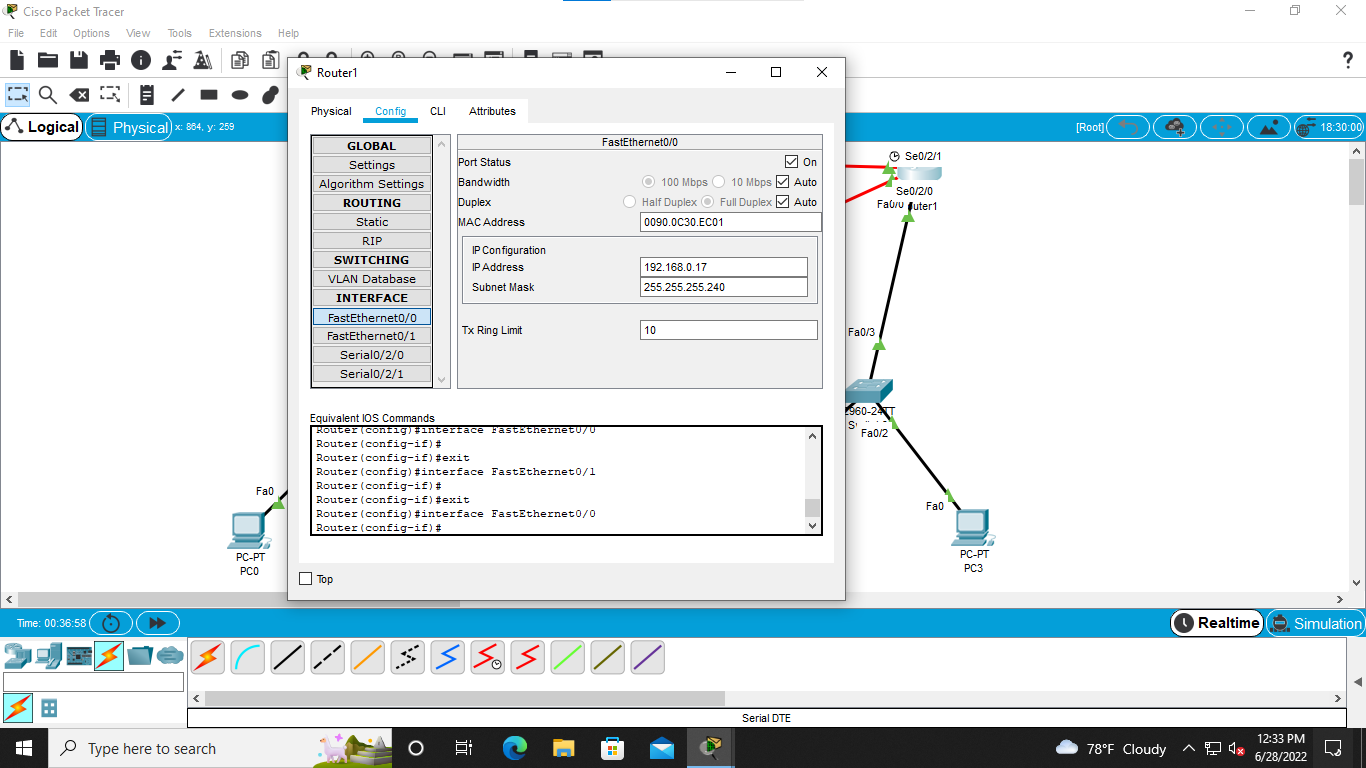 Cisco Packet Tracer
File Edit Options View Tools Extensions Help
?
Logical Physical x: 864, y: 259
[Root] 18:30:00
Router1
Physical Config CLI Attributes
GLOBAL
Settings
Algorithm Settings
ROUTING
Static
RIP
SWITCHING
VLAN Database
INTERFACE
FastEthernet0/0
FastEthernet0/1
Serial0/2/0
Serial0/2/1
FastEthernet0/0
Port Status On
Bandwidth 100 Mbps 10 Mbps Auto
Duplex Half Duplex Full Duplex Auto
MAC Address 0090.0C30.EC01
IP Configuration
IP Address 192.168.0.17
Subnet Mask 255.255.255.240
Tx Ring Limit 10
Equivalent IOS Commands
Router(config)#interface FastEthernet0/0
Router(config-if)#
Router(config-if)#exit
Router(config)#interface FastEthernet0/1
Router(config-if)#
Router(config-if)#exit
Router(config)#interface FastEthernet0/0
Router(config-if)#
Top
Se0/2/1
Se0/2/0
Fa0/0 uter1
Fa0/3
2960-24TT
Fa0/2
Fa0
PC-PT
PC3
Fa0
PC-PT
PC0
Time: 00:36:58
Realtime Simulation
Serial DTE
Type here to search
78°F Cloudy
12:33 PM
6/28/2022